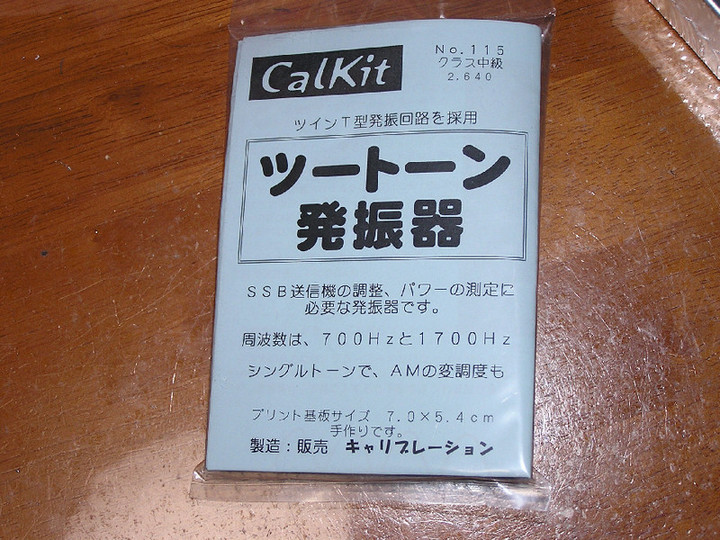 CalKit
No.115
クラス中級
2.640
ツインT型発振回路を採用
ツートーン
発振器
SSB送信機の調整、パワーの測定に
必要な発振器です。
周波数は、700Hzと1700Hz
シングルトーンで、AMの変調度も
プリント基板サイズ 7.0×5.4cm
手作りです。
製造：販売 キャリブレーション